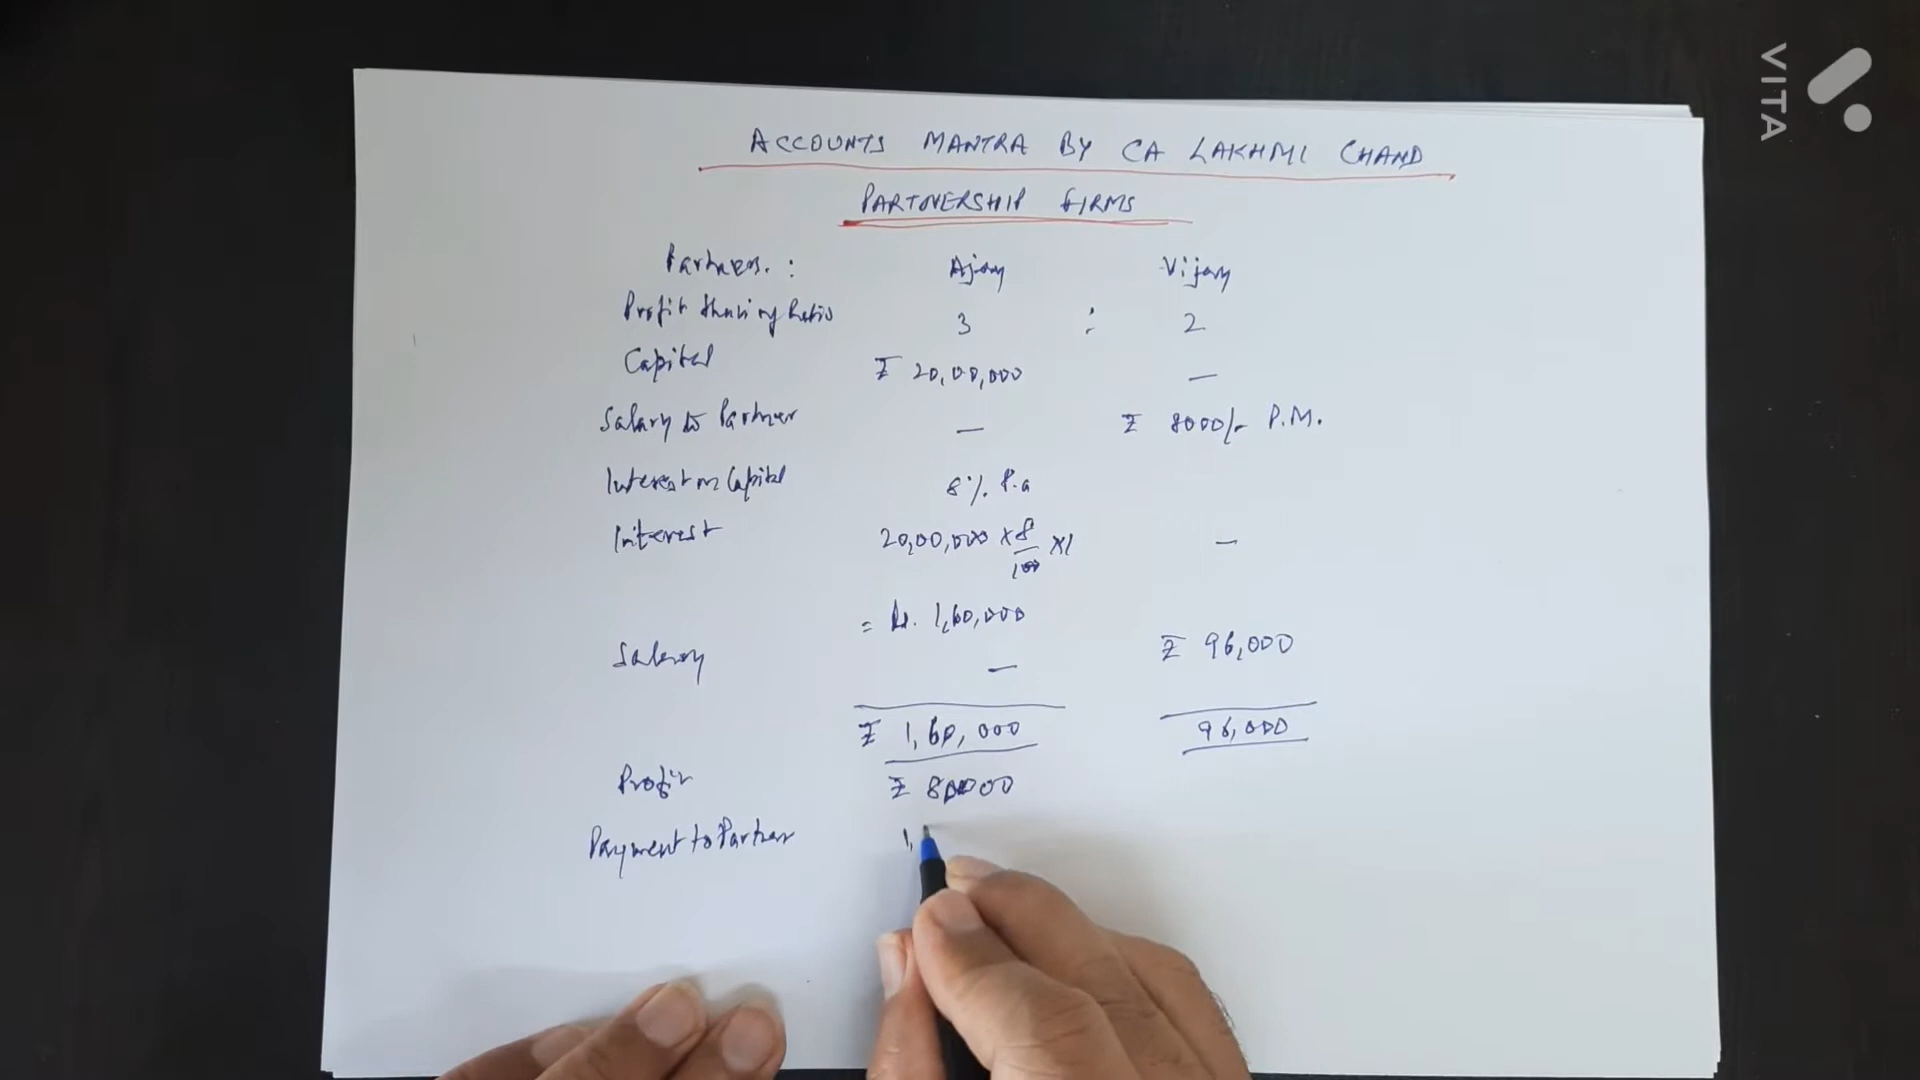 VITA
ACCOUNTS MANTRA BY CA LAKHMI CHAND
PARTNERSHIP FIRMS
Partners. : Ajay Vijay
Profit Sharing Ratio 3 : 2
Capital ₹ 20,00,000 —
Salary to Partner — ₹ 8000/- P.M.
Interest on Capital 8% P.a
Interest 20,00,000 x 8/100 x1 —
= Rs. 1,60,000
Salary — ₹ 96,000
₹ 1,60,000 96,000
Profit ₹ 80000
Payment to Partner 1,